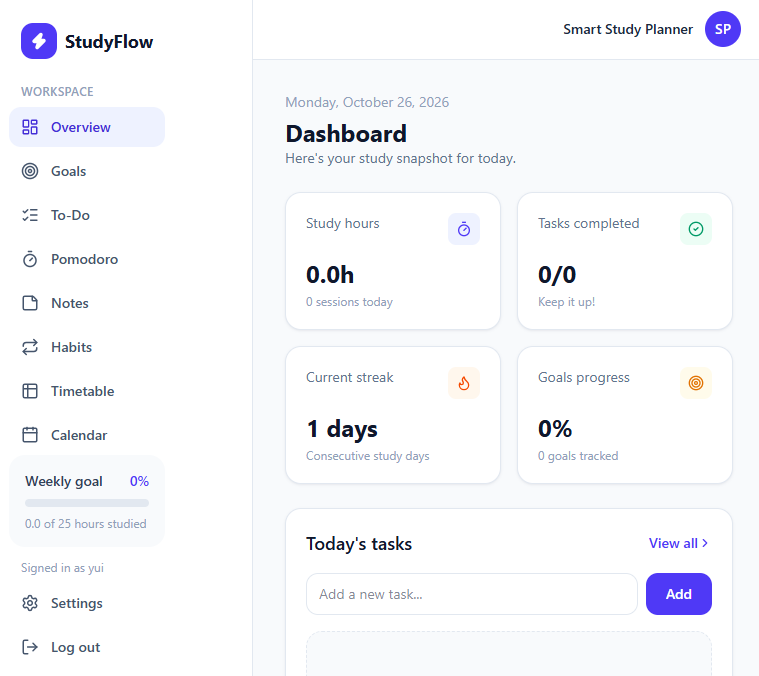 StudyFlow
WORKSPACE
Overview
Goals
To-Do
Pomodoro
Notes
Habits
Timetable
Calendar
Weekly goal 0%
0.0 of 25 hours studied
Signed in as yui
Settings
Log out
Smart Study Planner SP
Monday, October 26, 2026
Dashboard
Here's your study snapshot for today.
Study hours
0.0h
0 sessions today
Tasks completed
0/0
Keep it up!
Current streak
1 days
Consecutive study days
Goals progress
0%
0 goals tracked
Today's tasks
View all
Add a new task...
Add